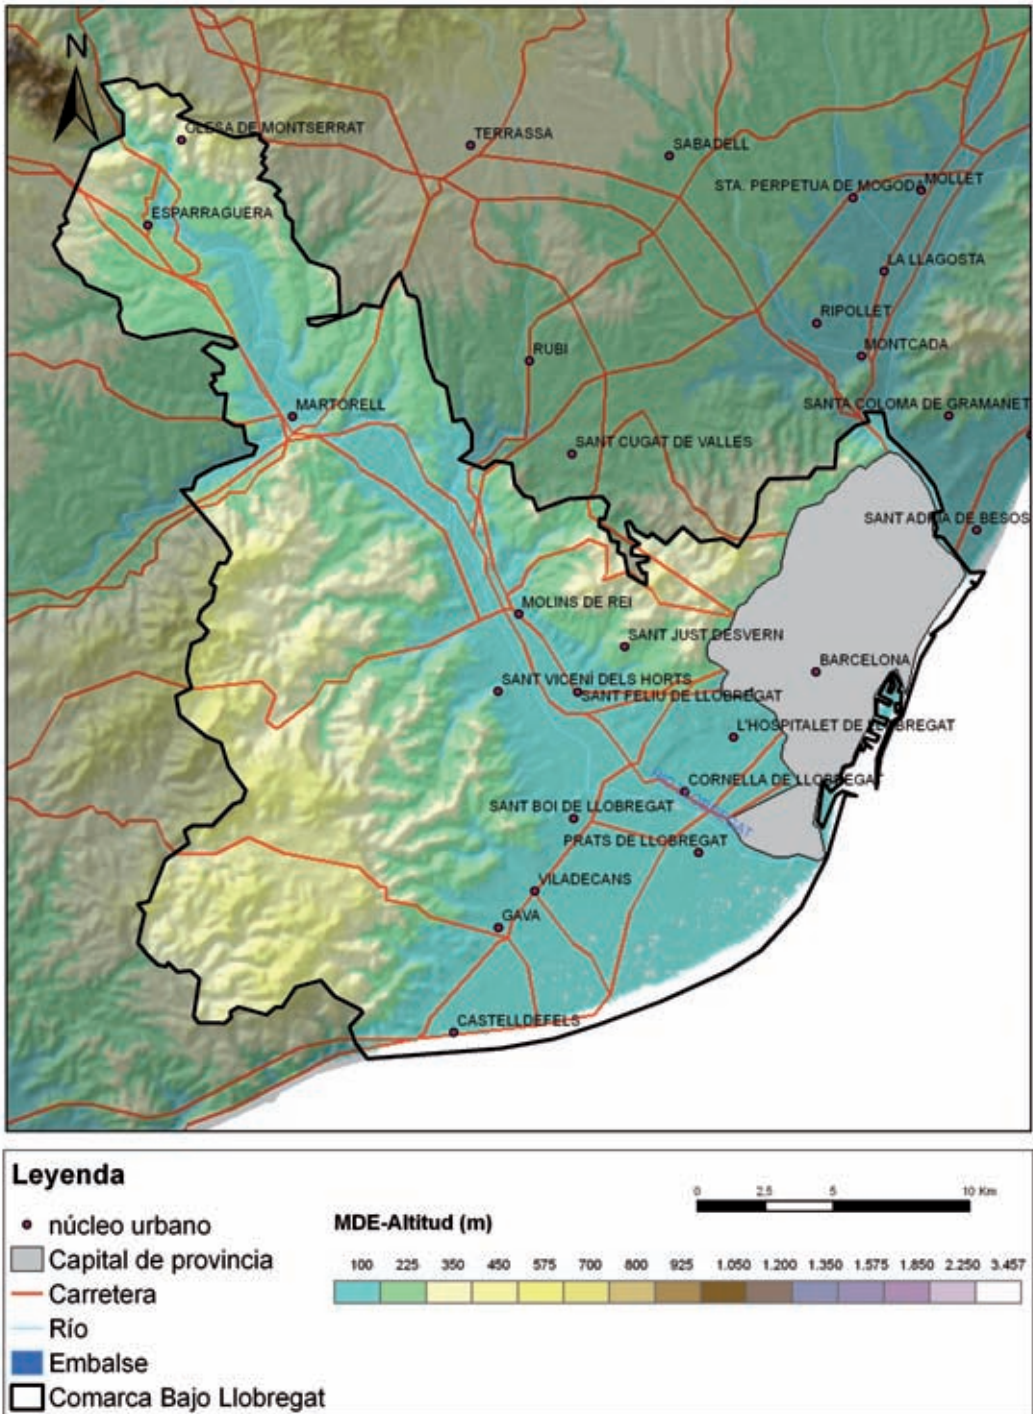 N
OLESA DE MONTSERRAT
TERRASSA
SABADELL
STA. PERPETUA DE MOGODA
MOLLET
ESPARRAGUERA
LA LLAGOSTA
RIPOLLET
MONTCADA
RUBI
MARTORELL
SANTA COLOMA DE GRAMANET
SANT CUGAT DE VALLES
SANT ADRIA DE BESOS
MOLINS DE REI
SANT JUST DESVERN
BARCELONA
SANT VICENÍ DELS HORTS
SANT FELIU DE LLOBREGAT
L'HOSPITALET DE LLOBREGAT
CORNELLA DE LLOBREGAT
SANT BOI DE LLOBREGAT
PRATS DE LLOBREGAT
VILADECANS
GAVA
CASTELLDEFELS
Leyenda
núcleo urbano
Capital de provincia
Carretera
Río
Embalse
Comarca Bajo Llobregat
0 2,5 5 10 Km
MDE-Altitud (m)
100 225 350 450 575 700 800 925 1.050 1.200 1.350 1.575 1.850 2.250 3.457